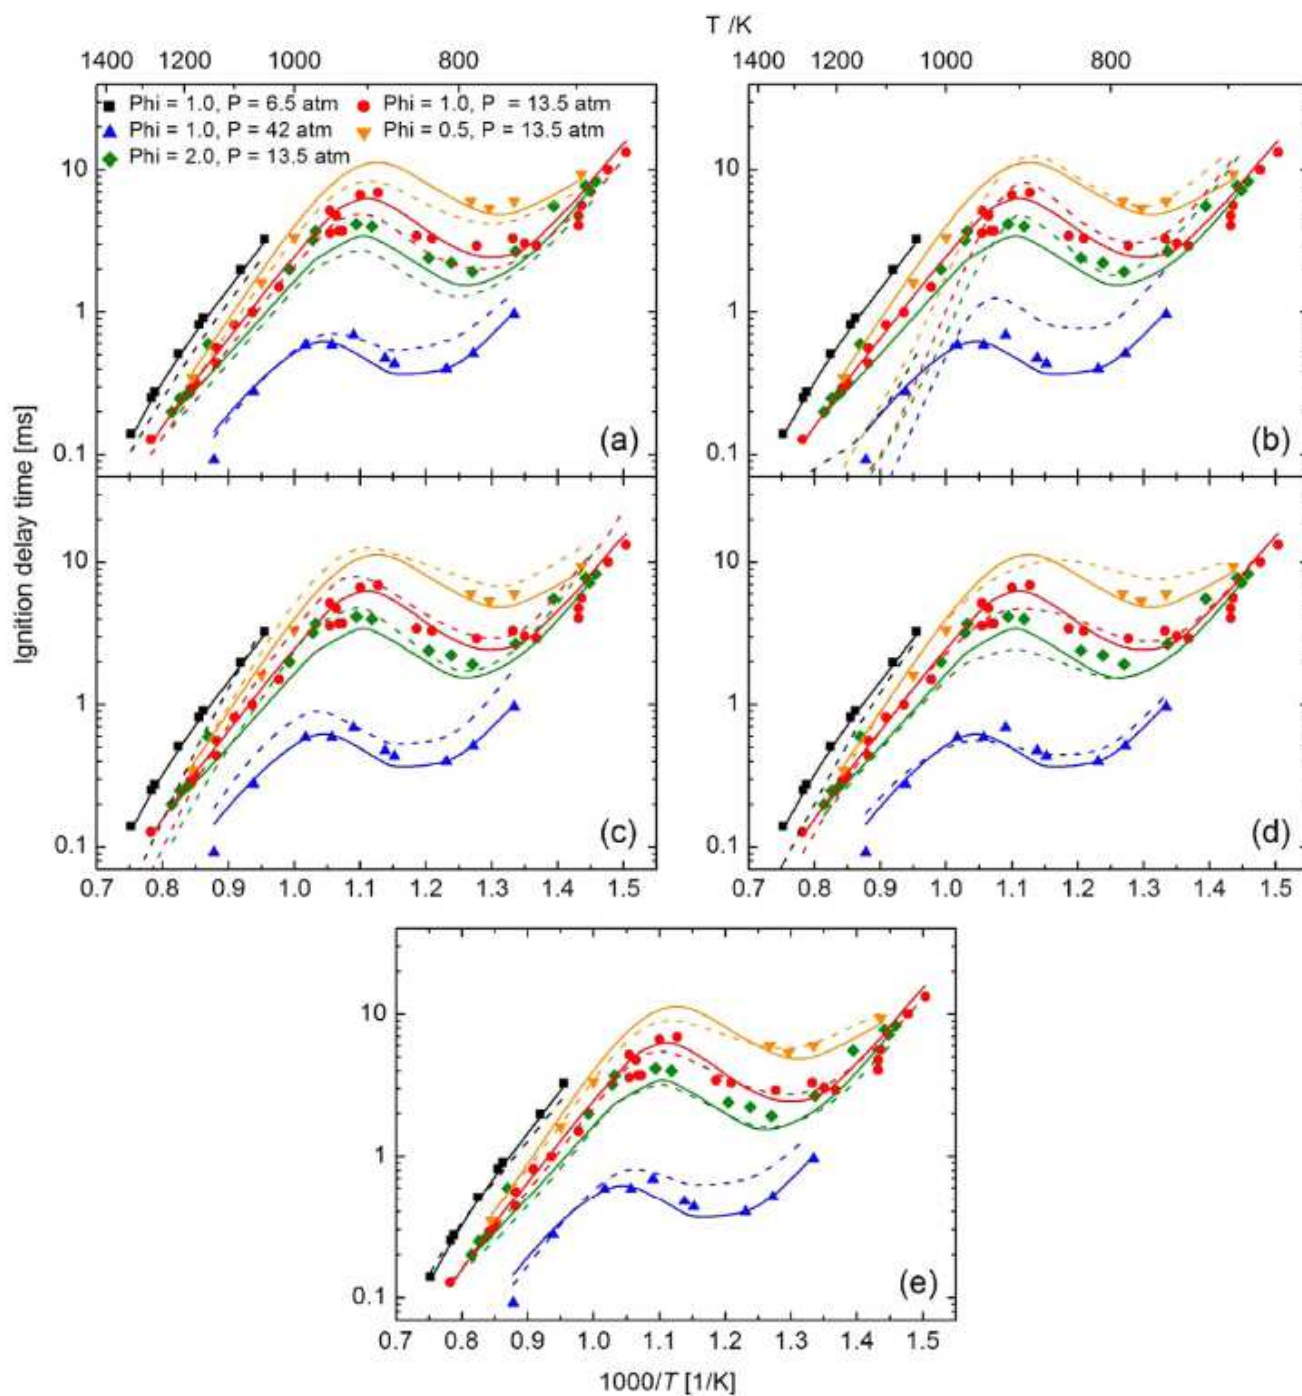 T /K
1400 1200 1000 800 1400 1200 1000 800
Phi = 1.0, P = 6.5 atm Phi = 1.0, P = 13.5 atm
Phi = 1.0, P = 42 atm Phi = 0.5, P = 13.5 atm
Phi = 2.0, P = 13.5 atm
10 10
1 1
0.1 (a) 0.1 (b)
Ignition delay time [ms]
10 10
1 1
0.1 (c) 0.1 (d)
0.7 0.8 0.9 1.0 1.1 1.2 1.3 1.4 1.5 0.7 0.8 0.9 1.0 1.1 1.2 1.3 1.4 1.5
10
1
0.1 (e)
0.7 0.8 0.9 1.0 1.1 1.2 1.3 1.4 1.5
1000/T [1/K]